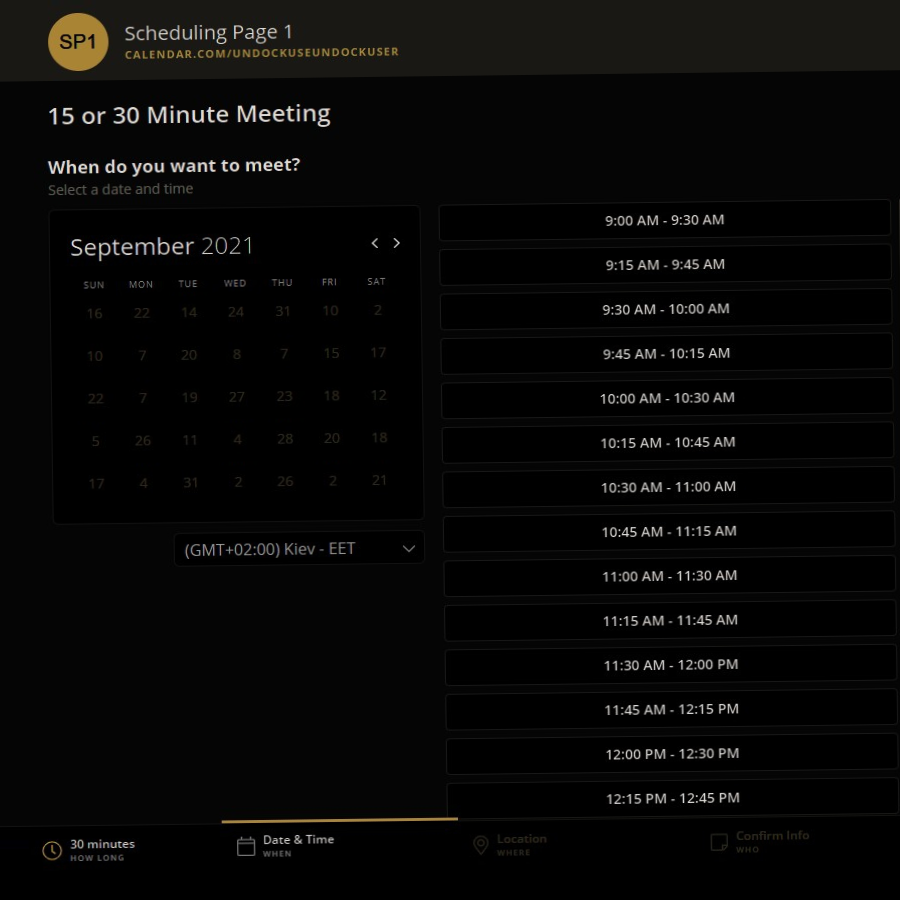 SP1
Scheduling Page 1
CALENDAR.COM/UNDOCKUSEUNDOCKUSER
15 or 30 Minute Meeting
When do you want to meet?
Select a date and time
September 2021
SUN MON TUE WED THU FRI SAT
16 22 14 24 31 10 2
10 7 20 8 7 15 17
22 7 19 27 23 18 12
5 26 11 4 28 20 18
17 4 31 2 26 2 21
(GMT+02:00) Kiev - EET
9:00 AM - 9:30 AM
9:15 AM - 9:45 AM
9:30 AM - 10:00 AM
9:45 AM - 10:15 AM
10:00 AM - 10:30 AM
10:15 AM - 10:45 AM
10:30 AM - 11:00 AM
10:45 AM - 11:15 AM
11:00 AM - 11:30 AM
11:15 AM - 11:45 AM
11:30 AM - 12:00 PM
11:45 AM - 12:15 PM
12:00 PM - 12:30 PM
12:15 PM - 12:45 PM
30 minutes
HOW LONG
Date & Time
WHEN
Location
WHERE
Confirm Info
WHO